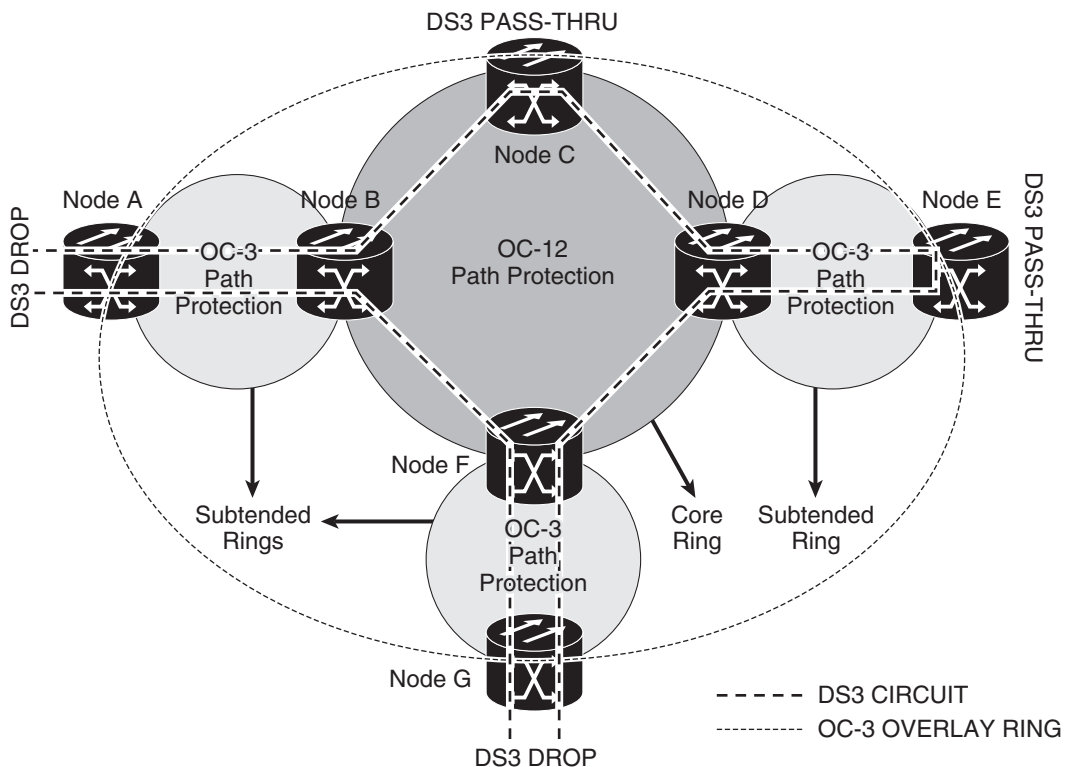 DS3 PASS-THRU
Node C
Node A
Node B
Node D
Node E
DS3 DROP
OC-3
Path
Protection
OC-12
Path Protection
OC-3
Path
Protection
DS3 PASS-THRU
Node F
Subtended
Rings
OC-3
Path
Protection
Core
Ring
Subtended
Ring
Node G
DS3 DROP
DS3 CIRCUIT
OC-3 OVERLAY RING